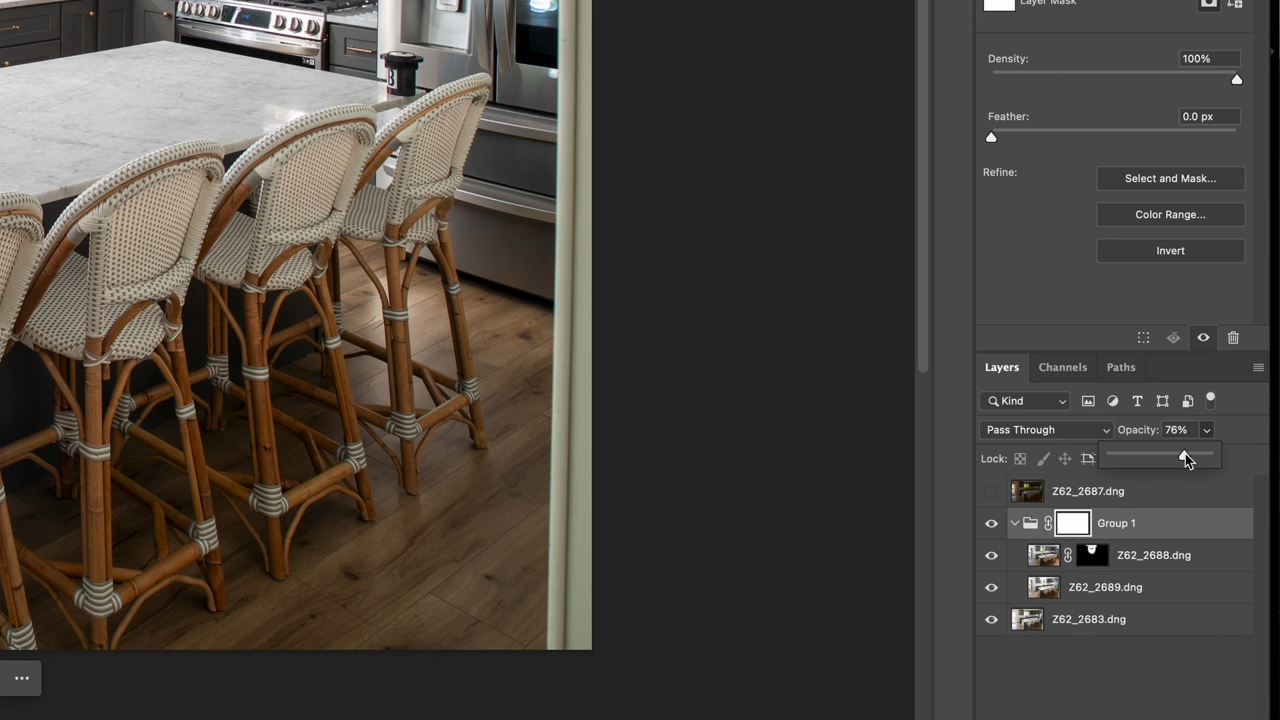 Layer Mask
Density: 100%
Feather: 0.0 px
Refine: Select and Mask...
Color Range...
Invert
Layers Channels Paths
Kind
Pass Through Opacity: 76%
Lock:
Z62_2687.dng
Group 1
Z62_2688.dng
Z62_2689.dng
Z62_2683.dng